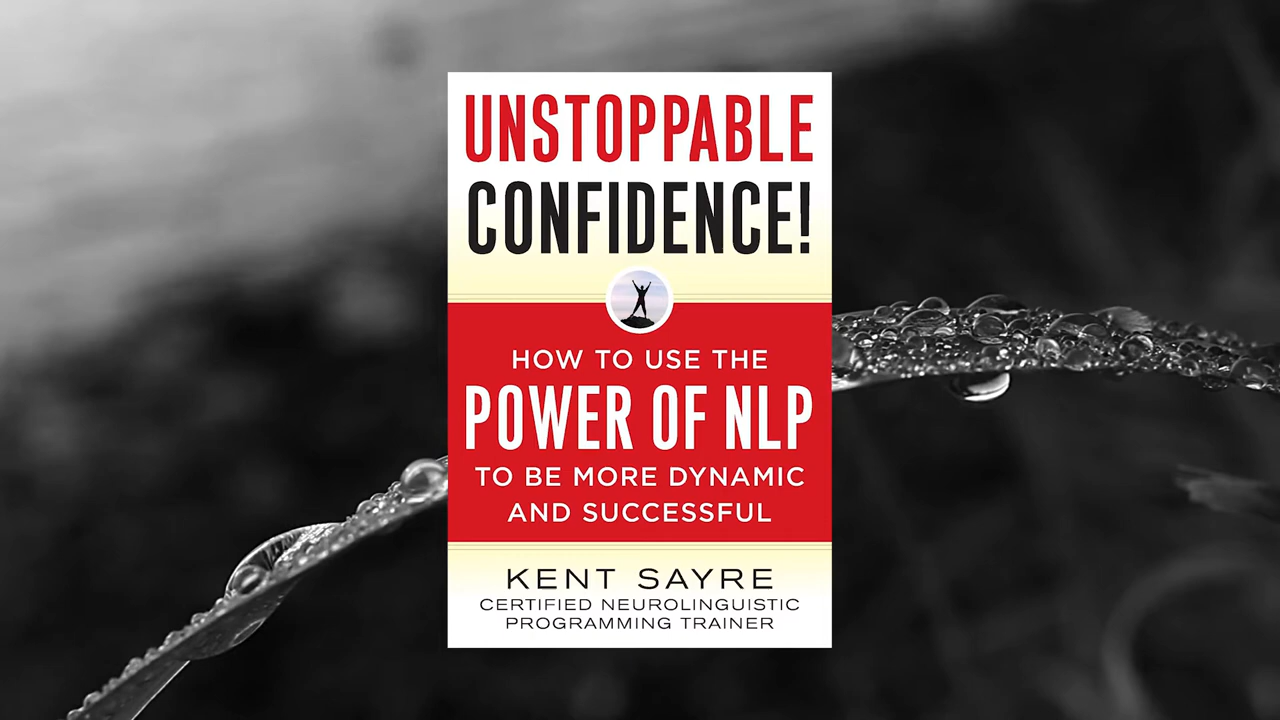 UNSTOPPABLE
CONFIDENCE!
HOW TO USE THE
POWER OF NLP
TO BE MORE DYNAMIC
AND SUCCESSFUL
KENT SAYRE
CERTIFIED NEUROLINGUISTIC
PROGRAMMING TRAINER